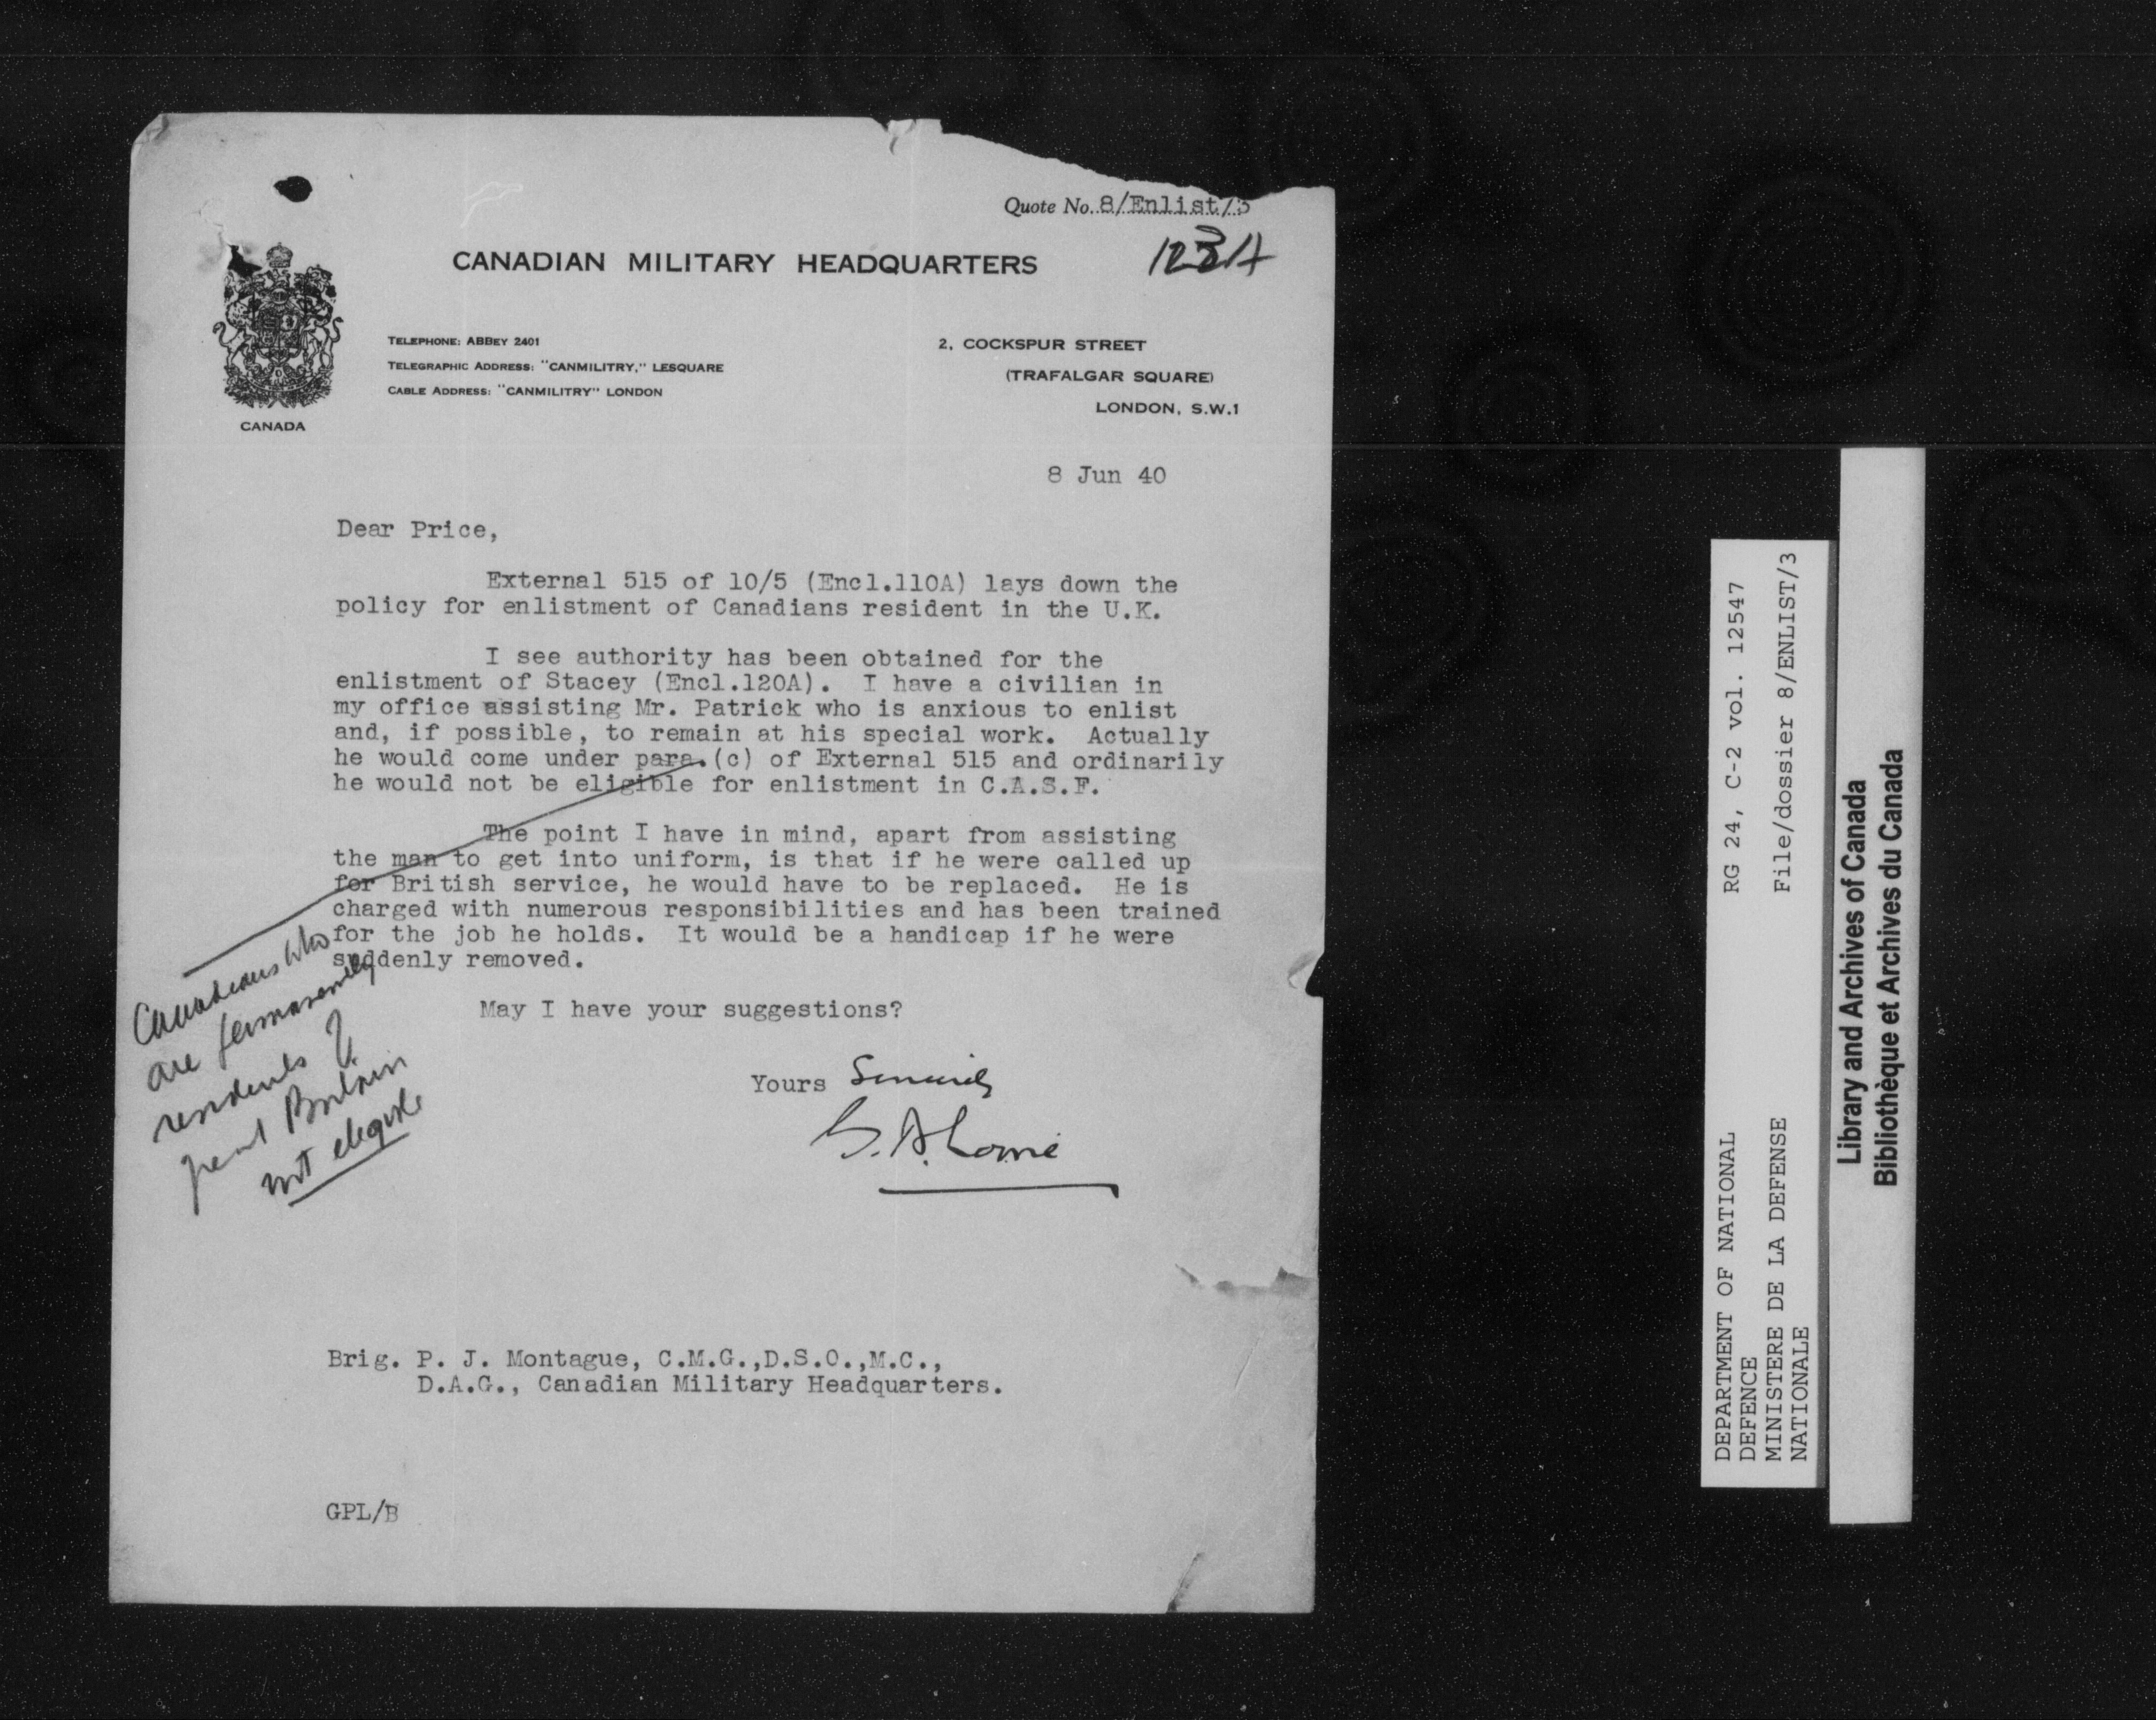 Quote No. 8/Enlist/3
123A
CANADIAN MILITARY HEADQUARTERS
TELEPHONE: ABBEY 2401
TELEGRAPHIC ADDRESS: "CANMILITRY," LESQUARE
CABLE ADDRESS: "CANMILITRY" LONDON
CANADA
2, COCKSPUR STREET
(TRAFALGAR SQUARE)
LONDON, S.W.1
8 Jun 40
Dear Price,
External 515 of 10/5 (Encl.110A) lays down the
policy for enlistment of Canadians resident in the U.K.
I see authority has been obtained for the
enlistment of Stacey (Encl.120A). I have a civilian in
my office assisting Mr. Patrick who is anxious to enlist
and, if possible, to remain at his special work. Actually
he would come under para.(c) of External 515 and ordinarily
he would not be eligible for enlistment in C.A.S.F.
The point I have in mind, apart from assisting
the man to get into uniform, is that if he were called up
for British service, he would have to be replaced. He is
charged with numerous responsibilities and has been trained
for the job he holds. It would be a handicap if he were
suddenly removed.
Canadians who
are permanently
residents of
Great Britain
not eligible
May I have your suggestions?
Yours Sincerely
Brig. P. J. Montague, C.M.G.,D.S.O.,M.C.,
D.A.G., Canadian Military Headquarters.
GPL/B
DEPARTMENT OF NATIONAL RG 24, C-2 vol. 12547
DEFENCE
MINISTERE DE LA DEFENSE File/dossier 8/ENLIST/3
NATIONALE
Library and Archives of Canada
Bibliothèque et Archives du Canada